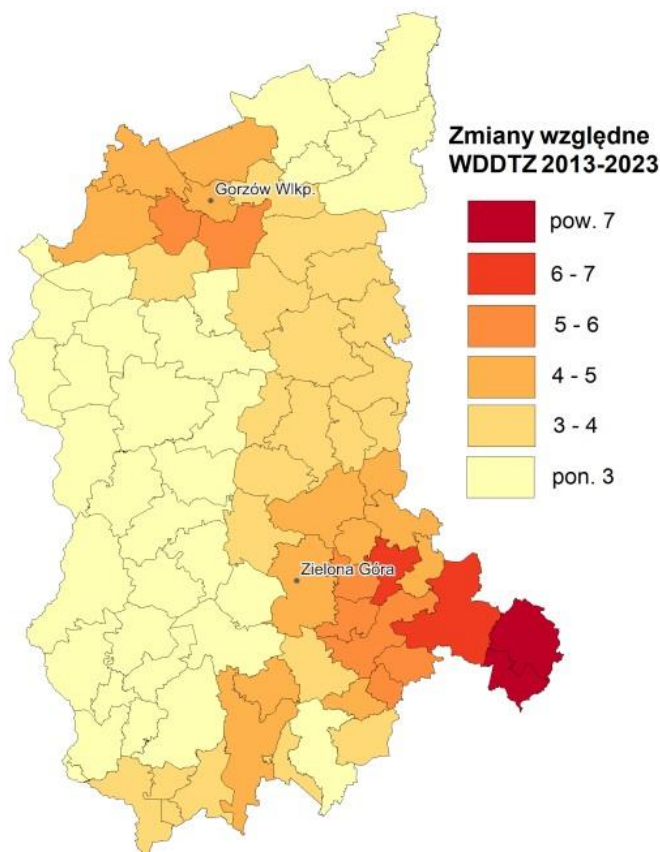 Zmiany względne
WDDTZ 2013-2023
Gorzów Wlkp.
pow. 7
6 - 7
5 - 6
4 - 5
3 - 4
pon. 3
Zielona Góra